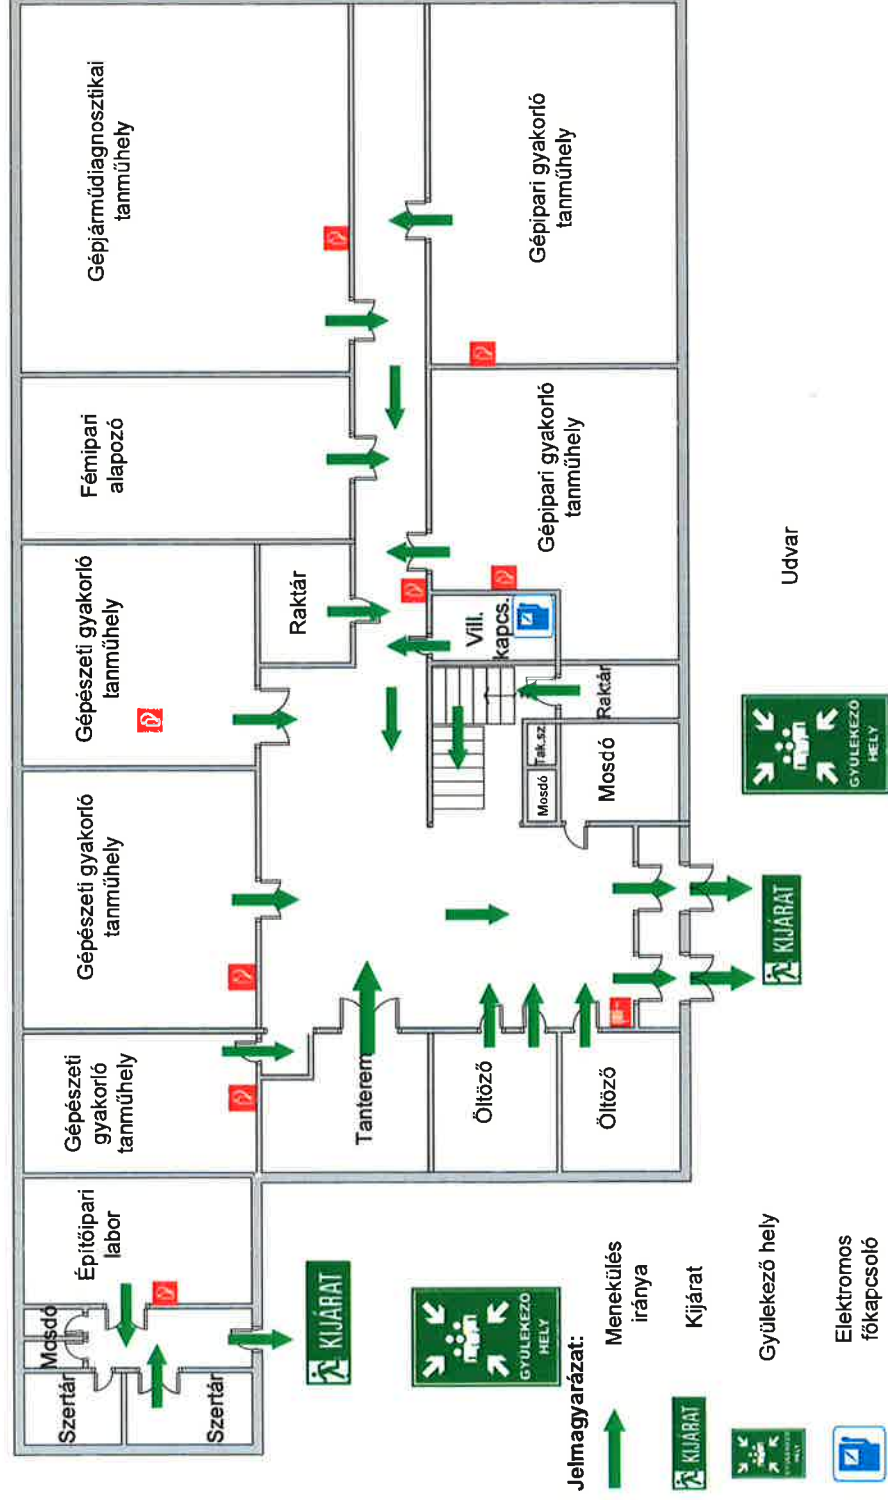 Szertár
Mosdó
Építőipari
labor
Gépészeti
gyakorló
tanműhely
Gépészeti gyakorló
tanműhely
Gépészeti gyakorló
tanműhely
Fémipari
alapozó
Gépjárműdiagnosztikai
tanműhely
Szertár
Raktár
KIJÁRAT
Tanterem
GYÜLEKEZŐ
HELY
Öltöző
Vill.
kapcs.
Gépipari gyakorló
tanműhely
Gépipari gyakorló
tanműhely
Mosdó
Tak.sz
Öltöző
Mosdó
Raktár
Jelmagyarázat:
Menekülés
iránya
KIJÁRAT
Kijárat
KIJÁRAT
GYÜLEKEZŐ
HELY
Udvar
GYÜLEKEZŐ
HELY
Gyülekező hely
Elektromos
főkapcsoló